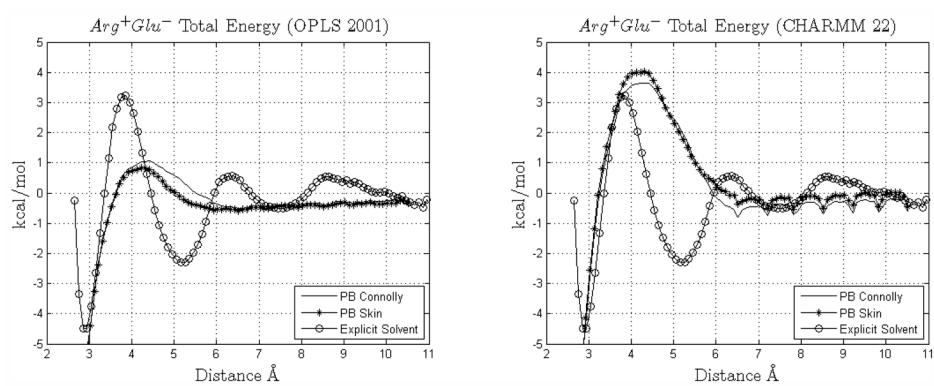 Arg+Glu− Total Energy (OPLS 2001)
5
4
3
2
1
0
-1
-2
-3
-4
-5
kcal/mol
2 3 4 5 6 7 8 9 10 11
Distance Å
PB Connolly
PB Skin
Explicit Solvent
Arg+Glu− Total Energy (CHARMM 22)
5
4
3
2
1
0
-1
-2
-3
-4
-5
kcal/mol
2 3 4 5 6 7 8 9 10 11
Distance Å
PB Connolly
PB Skin
Explicit Solvent